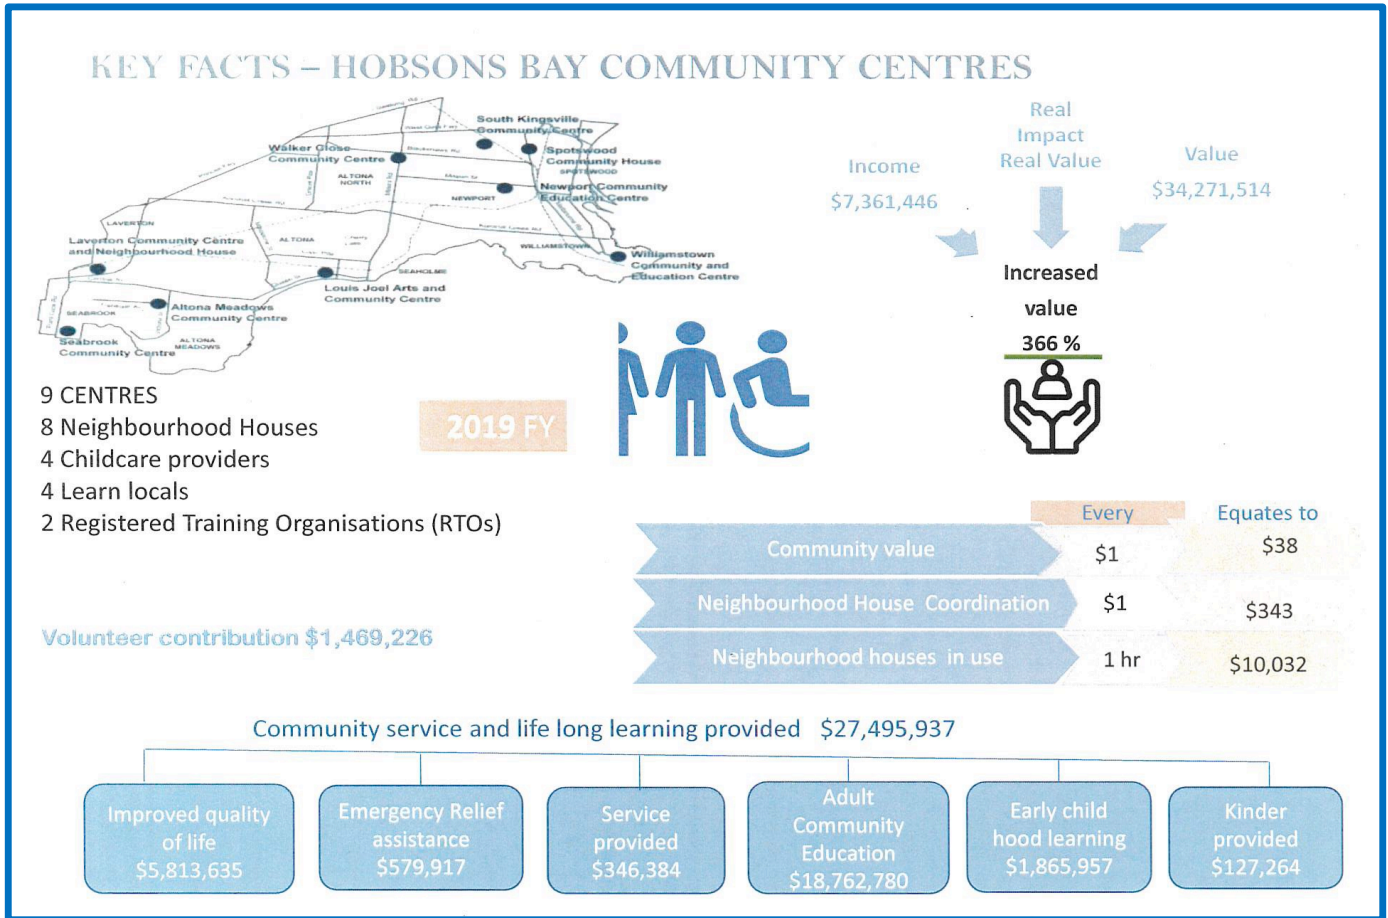 KEY FACTS – HOBSONS BAY COMMUNITY CENTRES
South Kingsville
Community Centre
Walker Close
Community Centre
Spotswood
Community House
SPOTSWOOD
ALTONA
NORTH
Newport Community
Education Centre
NEWPORT
LAVERTON
Laverton Community Centre
and Neighbourhood House
ALTONA
WILLIAMSTOWN
Williamstown
Community and
Education Centre
SEAHOLME
Louis Joel Arts and
Community Centre
Altona Meadows
Community Centre
SEABROOK
Seabrook
Community Centre
ALTONA
MEADOWS
Real
Impact
Real Value
Income
$7,361,446
Value
$34,271,514
Increased
value
366 %
9 CENTRES
8 Neighbourhood Houses
4 Childcare providers
4 Learn locals
2 Registered Training Organisations (RTOs)
2019 FY
Every
Equates to
Community value
$1
$38
Neighbourhood House Coordination
$1
$343
Neighbourhood houses in use
1 hr
$10,032
Volunteer contribution $1,469,226
Community service and life long learning provided $27,495,937
Improved quality
of life
$5,813,635
Emergency Relief
assistance
$579,917
Service
provided
$346,384
Adult
Community
Education
$18,762,780
Early child
hood learning
$1,865,957
Kinder
provided
$127,264